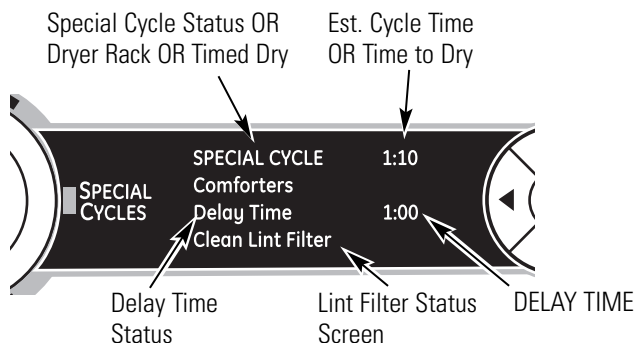 Special Cycle Status OR
Dryer Rack OR Timed Dry
Est. Cycle Time
OR Time to Dry
SPECIAL CYCLES
SPECIAL CYCLE 1:10
Comforters
Delay Time 1:00
Clean Lint Filter
Delay Time
Status
Lint Filter Status
Screen
DELAY TIME